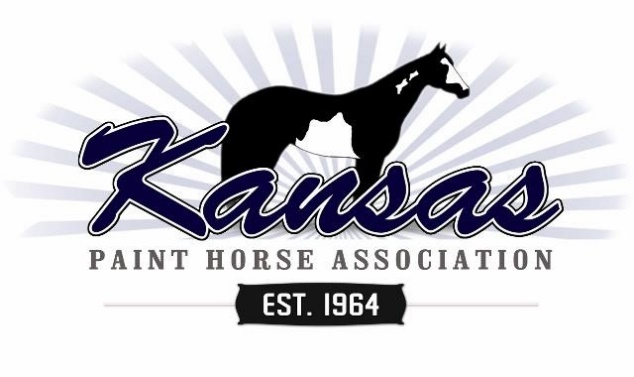 Kansas
PAINT HORSE ASSOCIATION
EST. 1964